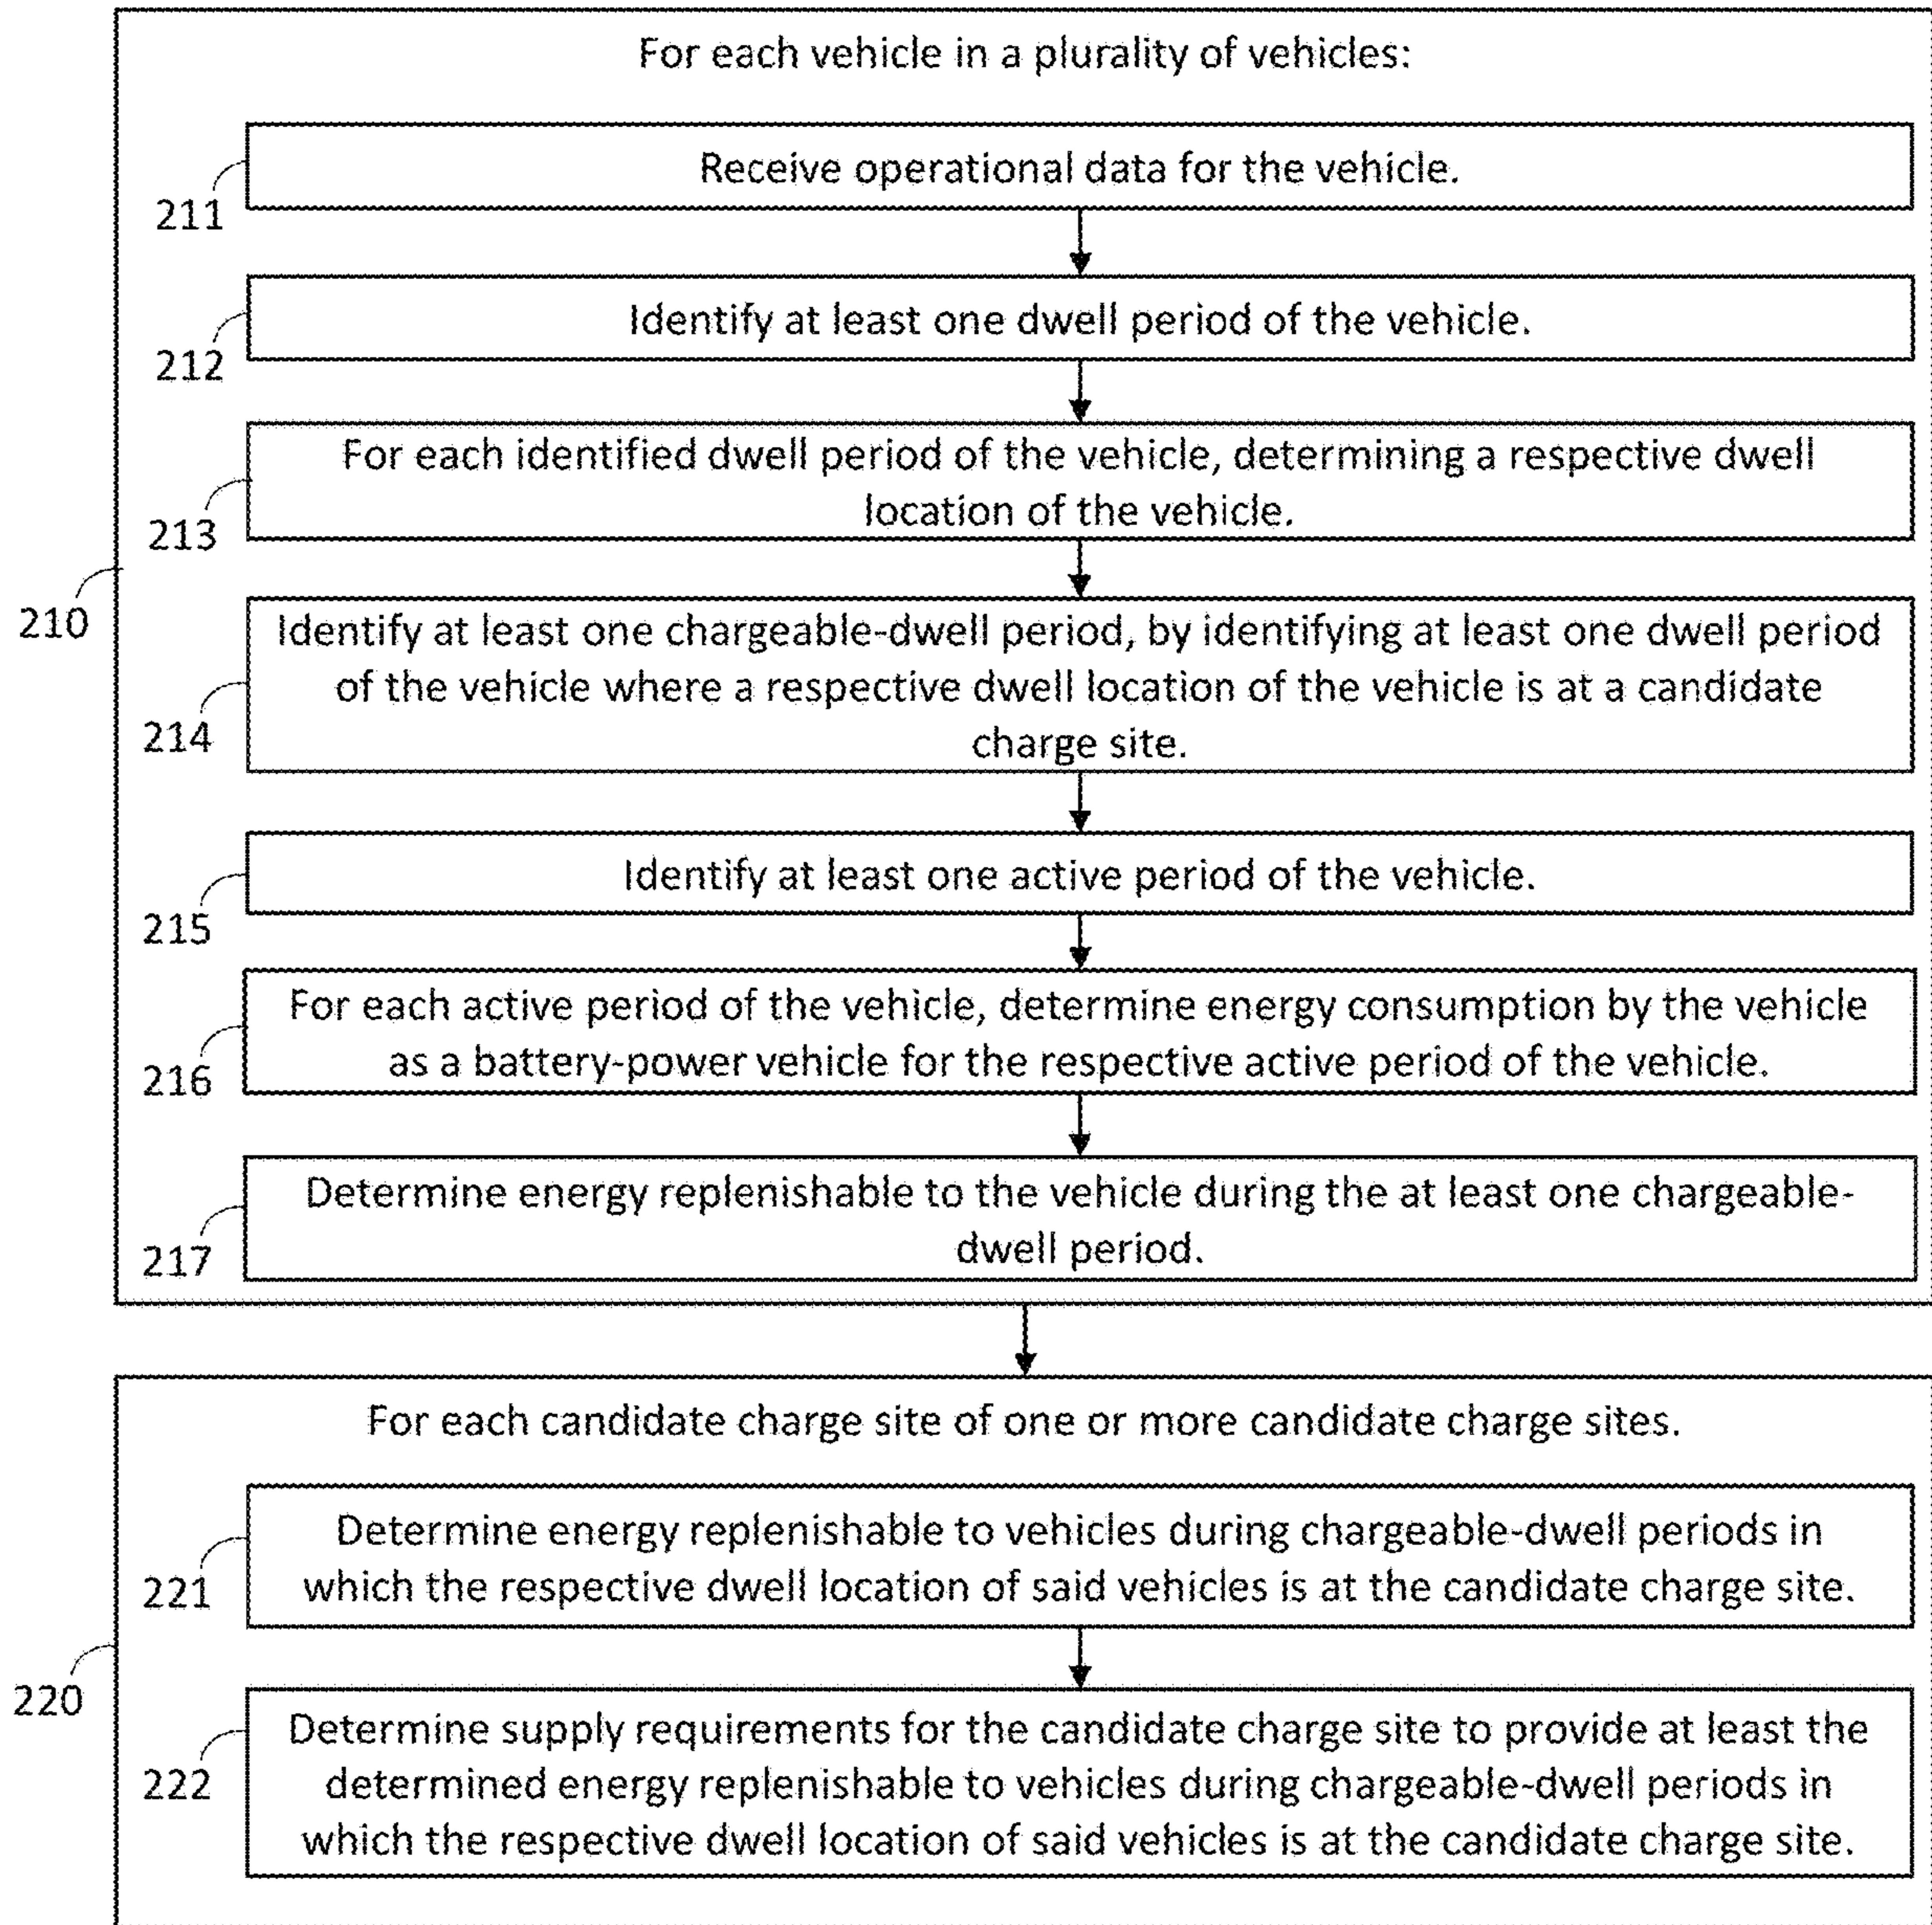 For each vehicle in a plurality of vehicles:
Receive operational data for the vehicle.
211
Identify at least one dwell period of the vehicle.
212
For each identified dwell period of the vehicle, determining a respective dwell
location of the vehicle.
213
210
Identify at least one chargeable-dwell period, by identifying at least one dwell period
of the vehicle where a respective dwell location of the vehicle is at a candidate
charge site.
214
Identify at least one active period of the vehicle.
215
For each active period of the vehicle, determine energy consumption by the vehicle
as a battery-power vehicle for the respective active period of the vehicle.
216
Determine energy replenishable to the vehicle during the at least one chargeable-
dwell period.
217
For each candidate charge site of one or more candidate charge sites.
Determine energy replenishable to vehicles during chargeable-dwell periods in
which the respective dwell location of said vehicles is at the candidate charge site.
221
220
Determine supply requirements for the candidate charge site to provide at least the
determined energy replenishable to vehicles during chargeable-dwell periods in
which the respective dwell location of said vehicles is at the candidate charge site.
222